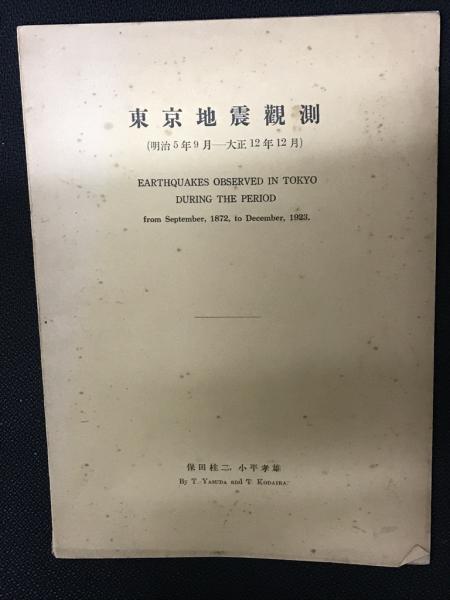 東京地震觀測
(明治5年9月—大正12年12月)
EARTHQUAKES OBSERVED IN TOKYO
DURING THE PERIOD
from September, 1872, to December, 1923.
保田柱二, 小平孝雄
By T. YASUDA and T. KODAIRA.